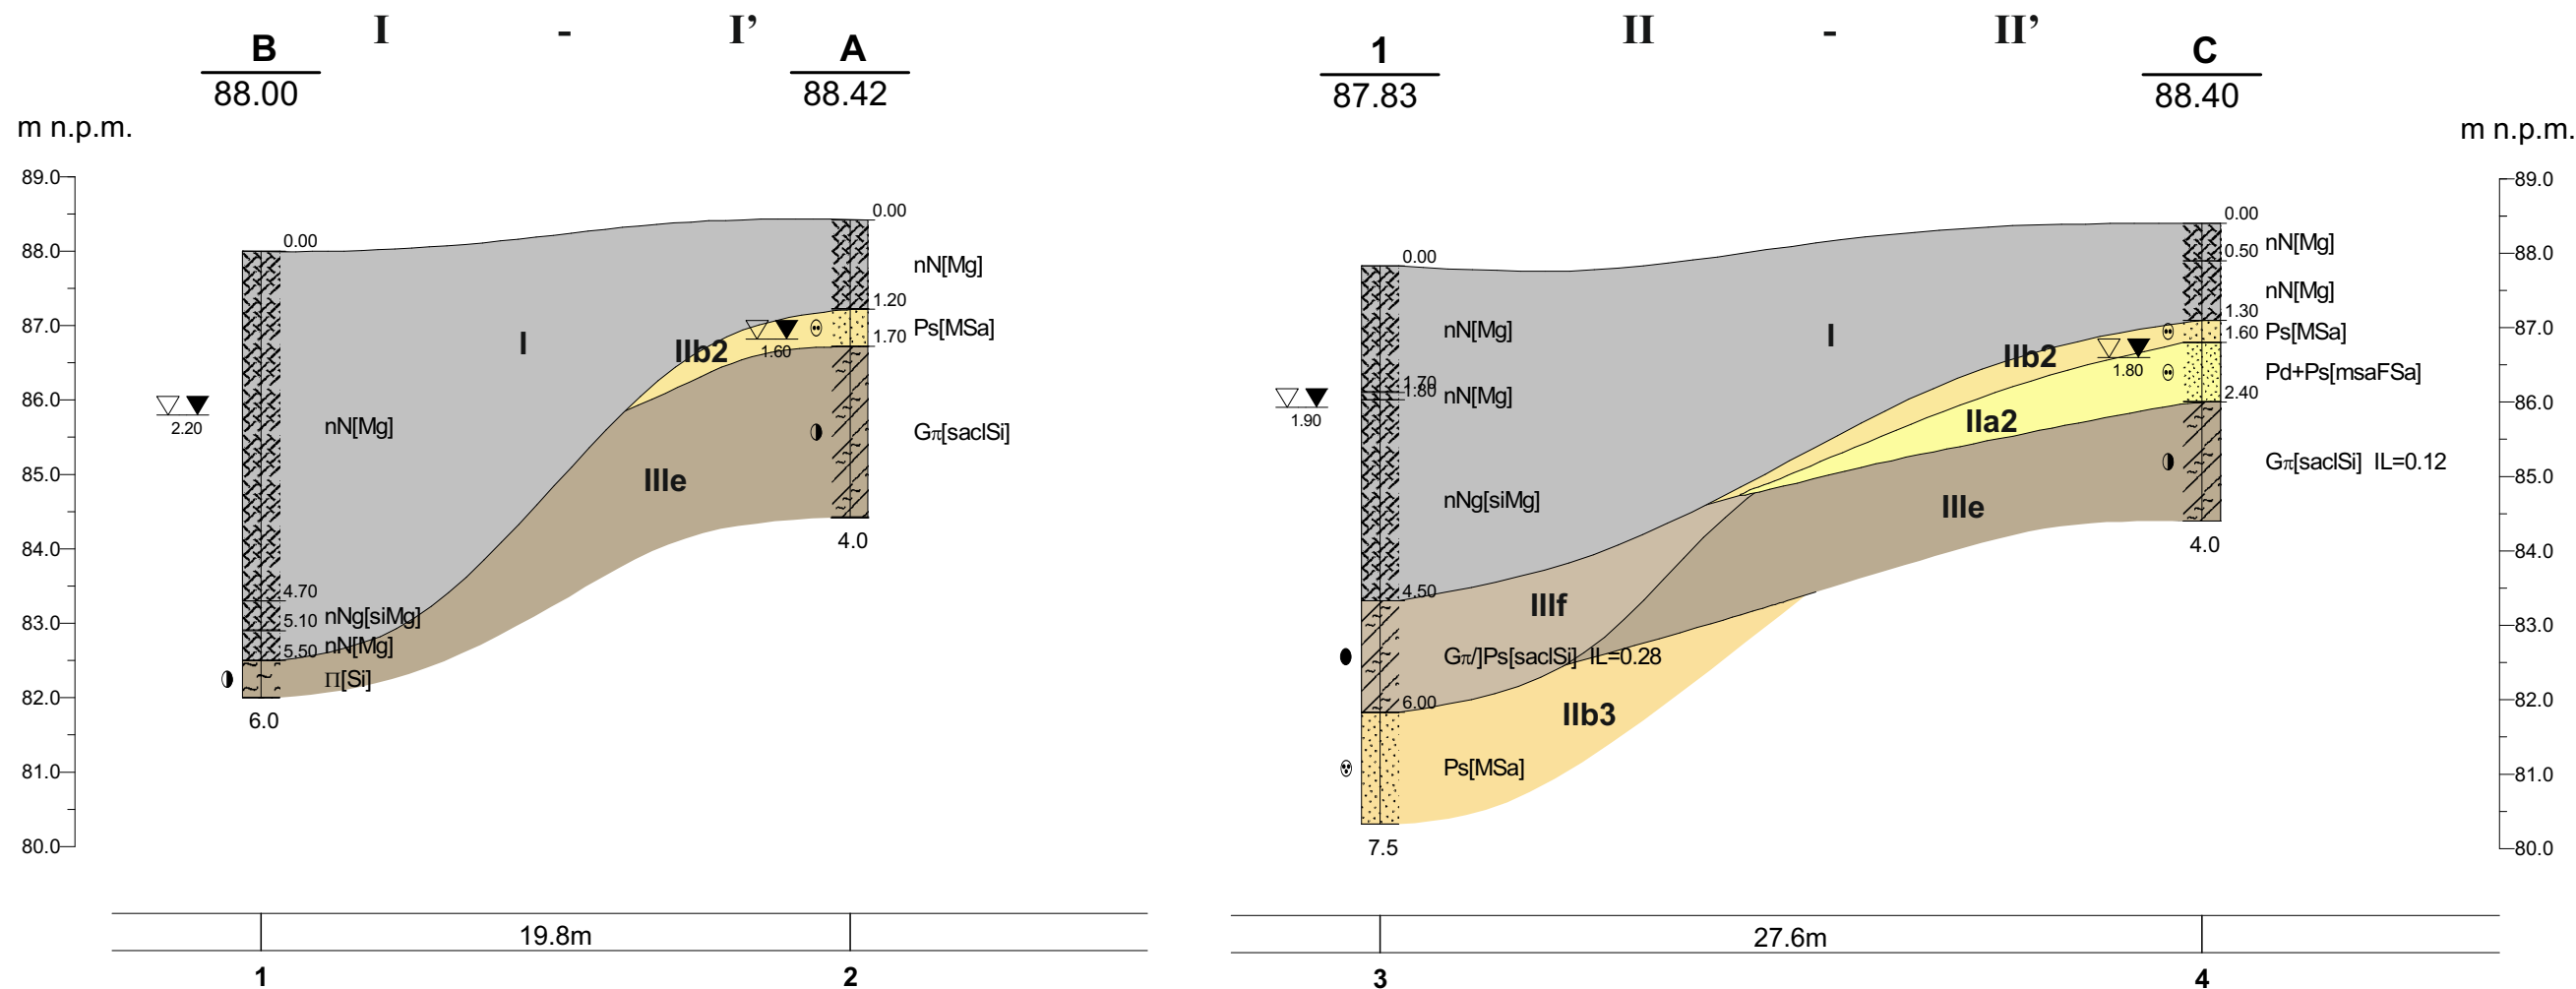 I - I’
B
88.00
A
88.42
m n.p.m.
89.0
88.0
87.0
86.0
85.0
84.0
83.0
82.0
81.0
80.0
2.20
0.00
4.70
5.10
5.50
6.0
nN[Mg]
nNg[siMg]
nN[Mg]
Π[Si]
I
IIb2
IIIe
1.60
0.00
1.20
1.70
4.0
nN[Mg]
Ps[MSa]
Gπ[saclSi]
19.8m
1
2
II - II’
1
87.83
C
88.40
m n.p.m.
1.90
0.00
1.70
1.80
4.50
6.00
7.5
nN[Mg]
nN[Mg]
nNg[siMg]
Gπ/]Ps[saclSi] IL=0.28
Ps[MSa]
I
IIb2
IIa2
IIIe
IIIf
IIb3
1.80
0.00
0.50
1.30
1.60
2.40
4.0
nN[Mg]
nN[Mg]
Ps[MSa]
Pd+Ps[msaFSa]
Gπ[saclSi] IL=0.12
89.0
88.0
87.0
86.0
85.0
84.0
83.0
82.0
81.0
80.0
27.6m
3
4